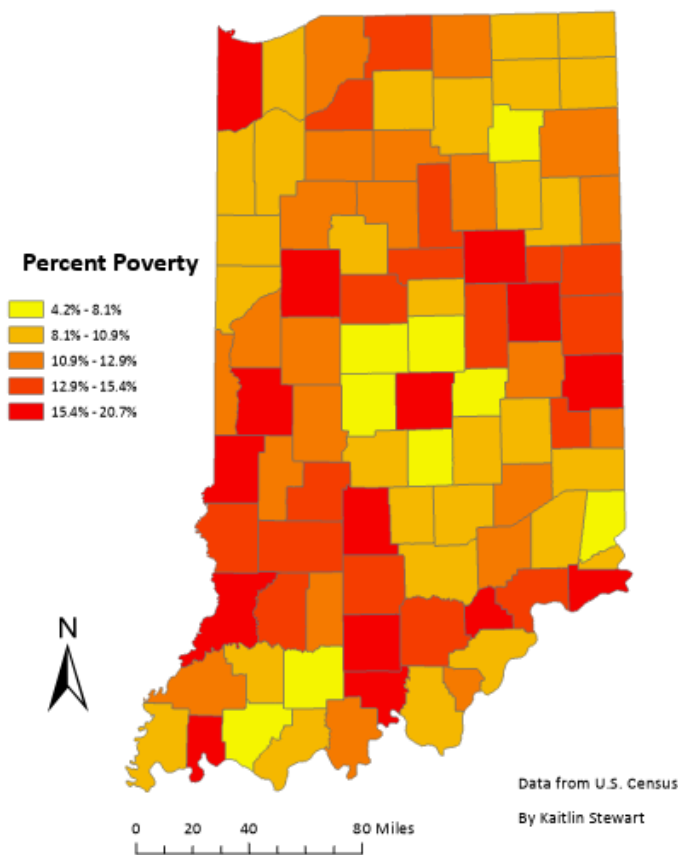 Percent Poverty
4.2% - 8.1%
8.1% - 10.9%
10.9% - 12.9%
12.9% - 15.4%
15.4% - 20.7%
N
Data from U.S. Census
By Kaitlin Stewart
0 20 40 80 Miles